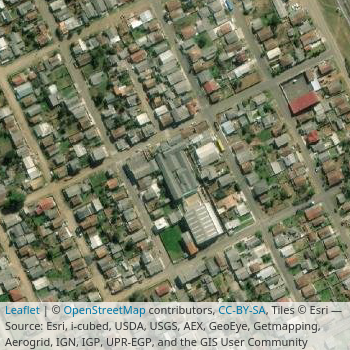 Leaflet | © OpenStreetMap contributors, CC-BY-SA, Tiles © Esri —
Source: Esri, i-cubed, USDA, USGS, AEX, GeoEye, Getmapping,
Aerogrid, IGN, IGP, UPR-EGP, and the GIS User Community